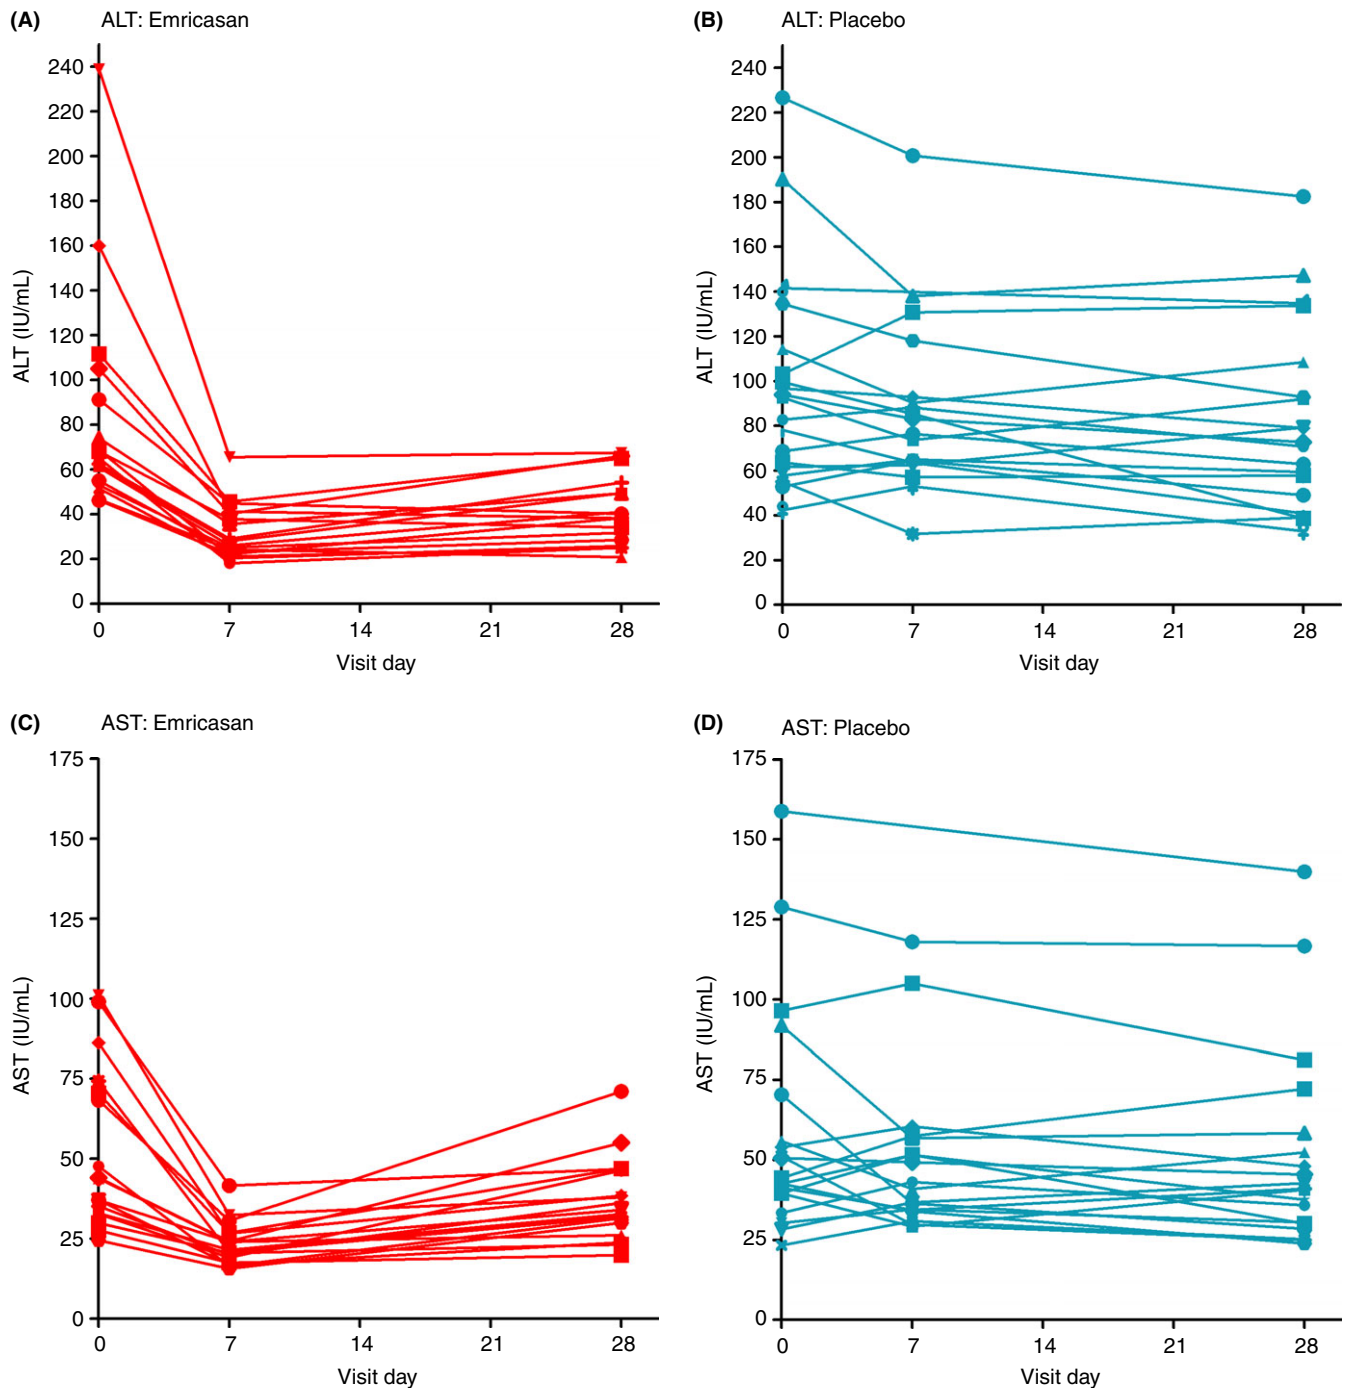 (A) ALT: Emricasan
240
220
200
180
160
140
120
100
80
60
40
20
0
ALT (IU/mL)
0 7 14 21 28
Visit day
(B) ALT: Placebo
240
220
200
180
160
140
120
100
80
60
40
20
0
ALT (IU/mL)
0 7 14 21 28
Visit day
(C) AST: Emricasan
175
150
125
100
75
50
25
0
AST (IU/mL)
0 7 14 21 28
Visit day
(D) AST: Placebo
175
150
125
100
75
50
25
0
AST (IU/mL)
0 7 14 21 28
Visit day